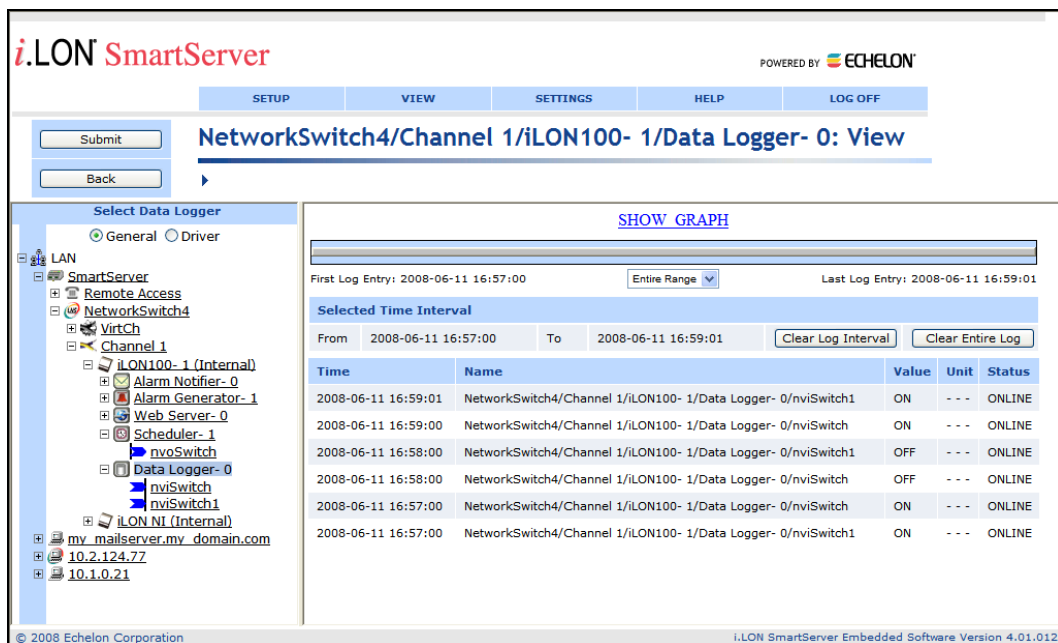 i.LON SmartServer
POWERED BY ECHELON
SETUP VIEW SETTINGS HELP LOG OFF
Submit
NetworkSwitch4/Channel 1/iLON100- 1/Data Logger- 0: View
Back
Select Data Logger
General Driver
LAN
SmartServer
Remote Access
NetworkSwitch4
VirtCh
Channel 1
iLON100- 1 (Internal)
Alarm Notifier- 0
Alarm Generator- 1
Web Server- 0
Scheduler- 1
nvoSwitch
Data Logger- 0
nviSwitch
nviSwitch1
iLON NI (Internal)
my_mailserver.my_domain.com
10.2.124.77
10.1.0.21
SHOW GRAPH
First Log Entry: 2008-06-11 16:57:00 Entire Range Last Log Entry: 2008-06-11 16:59:01
Selected Time Interval
From 2008-06-11 16:57:00 To 2008-06-11 16:59:01 Clear Log Interval Clear Entire Log
Time Name Value Unit Status
2008-06-11 16:59:01 NetworkSwitch4/Channel 1/iLON100- 1/Data Logger- 0/nviSwitch1 ON - - - ONLINE
2008-06-11 16:59:00 NetworkSwitch4/Channel 1/iLON100- 1/Data Logger- 0/nviSwitch ON - - - ONLINE
2008-06-11 16:58:00 NetworkSwitch4/Channel 1/iLON100- 1/Data Logger- 0/nviSwitch1 OFF - - - ONLINE
2008-06-11 16:58:00 NetworkSwitch4/Channel 1/iLON100- 1/Data Logger- 0/nviSwitch OFF - - - ONLINE
2008-06-11 16:57:00 NetworkSwitch4/Channel 1/iLON100- 1/Data Logger- 0/nviSwitch ON - - - ONLINE
2008-06-11 16:57:00 NetworkSwitch4/Channel 1/iLON100- 1/Data Logger- 0/nviSwitch1 ON - - - ONLINE
© 2008 Echelon Corporation i.LON SmartServer Embedded Software Version 4.01.012